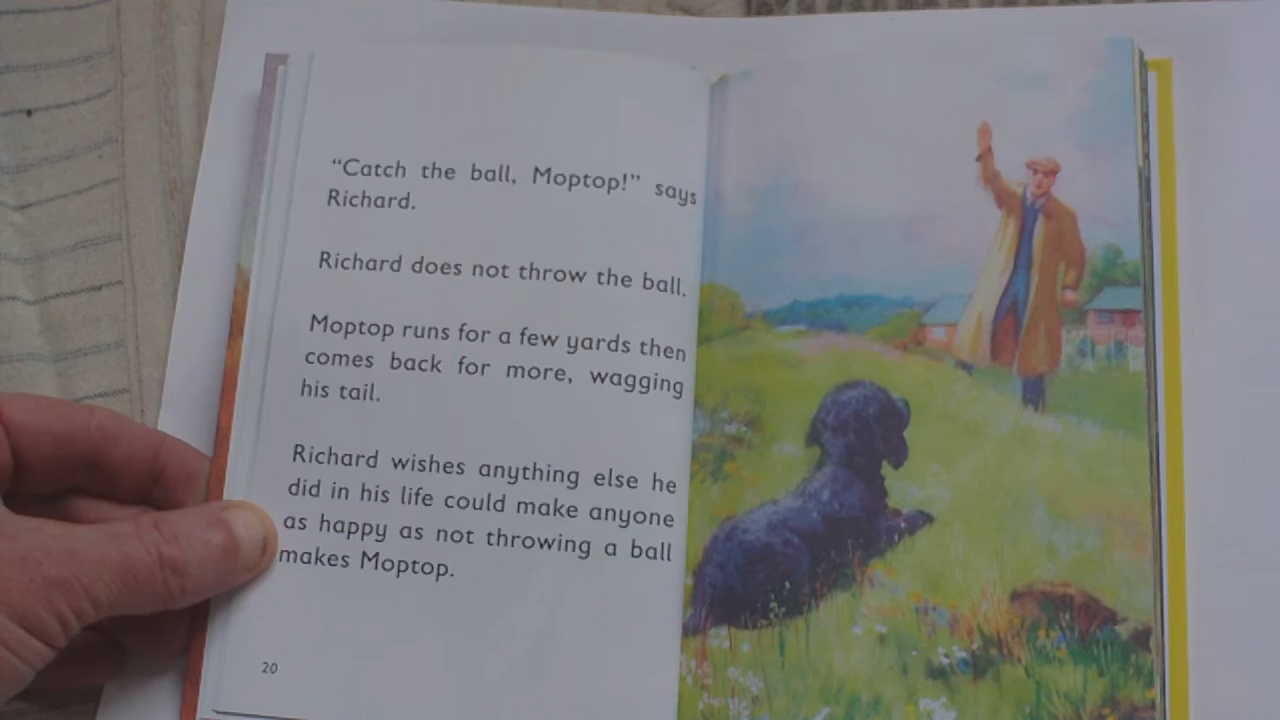 “Catch the ball, Moptop!” says
Richard.
Richard does not throw the ball.
Moptop runs for a few yards then
comes back for more, wagging
his tail.
Richard wishes anything else he
did in his life could make anyone
as happy as not throwing a ball
makes Moptop.
20